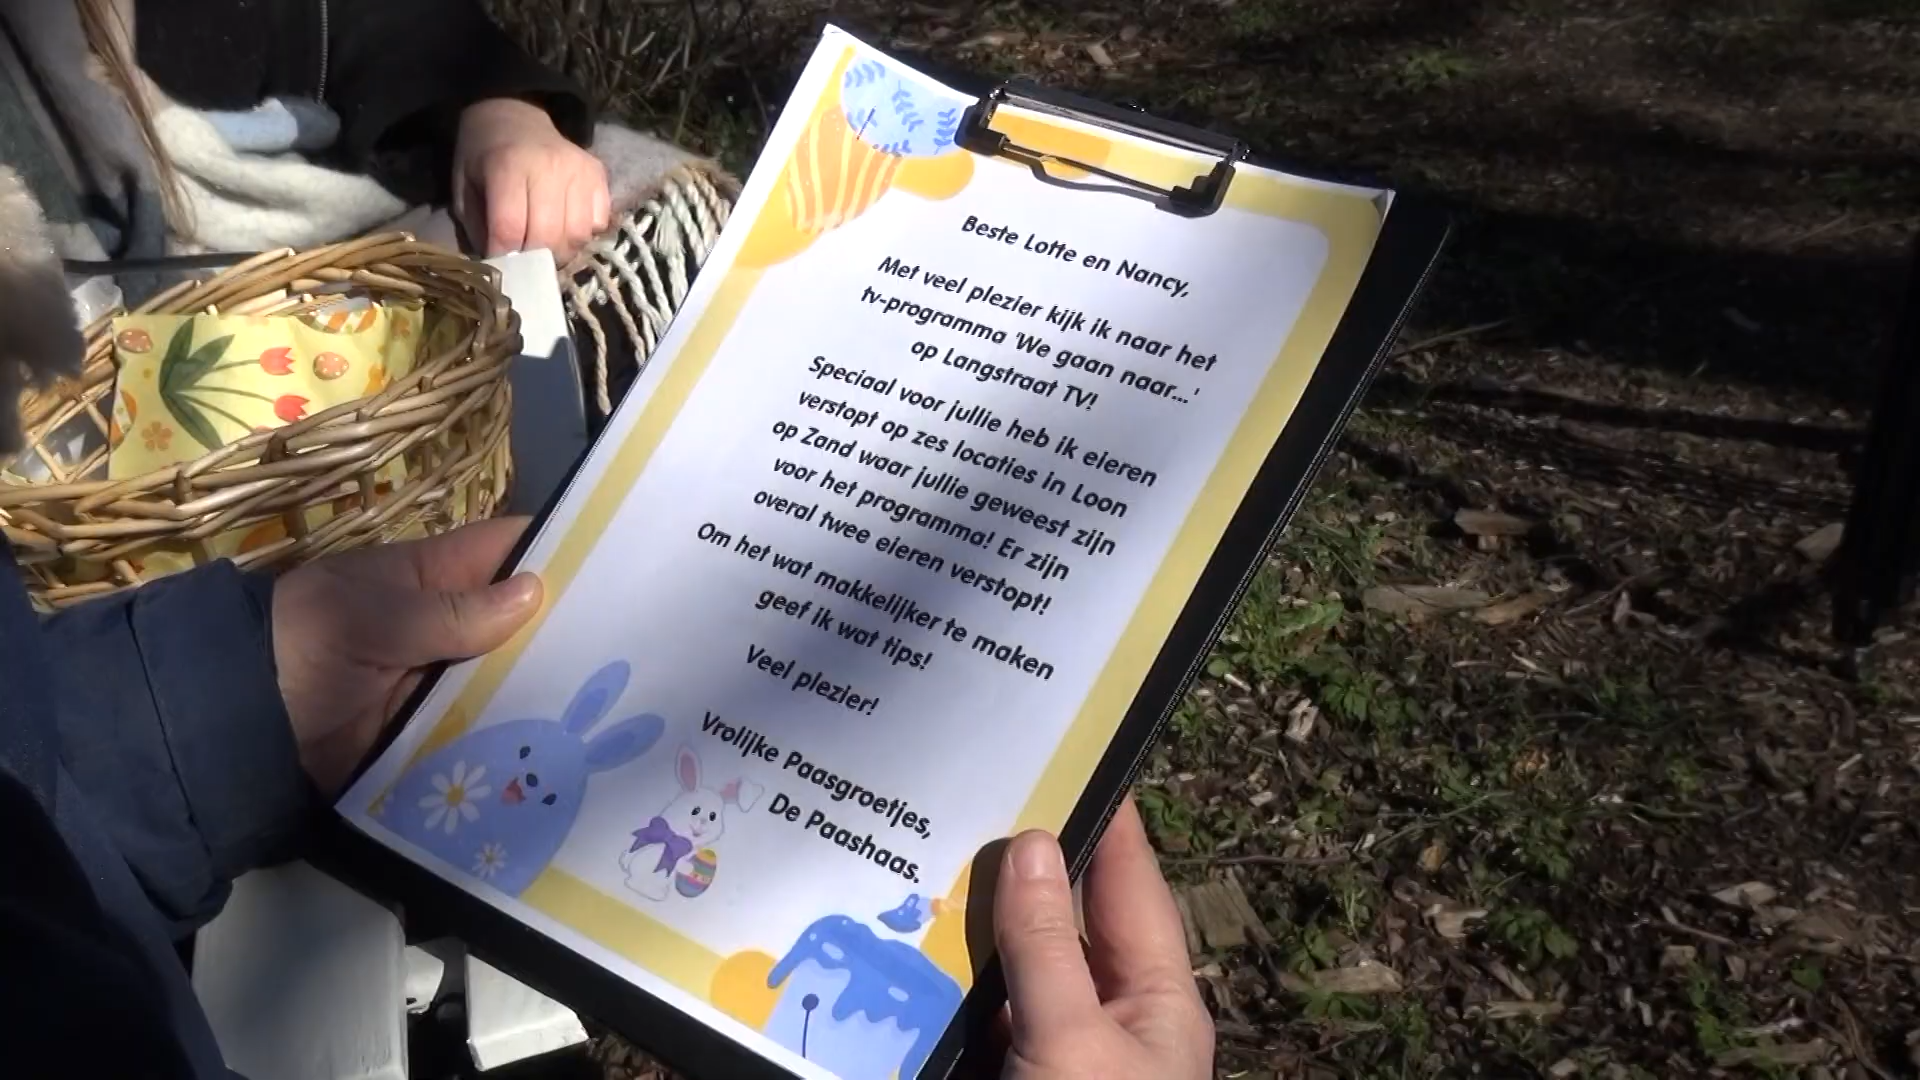 Beste Lotte en Nancy,
Met veel plezier kijk ik naar het
tv-programma 'We gaan naar...'
op Langstraat TV!
Speciaal voor jullie heb ik eieren
verstopt op zes locaties in Loon
op Zand waar jullie geweest zijn
voor het programma! Er zijn
overal twee eieren verstopt!
Om het wat makkelijker te maken
geef ik wat tips!
Veel plezier!
Vrolijke Paasgroetjes,
De Paashaas.